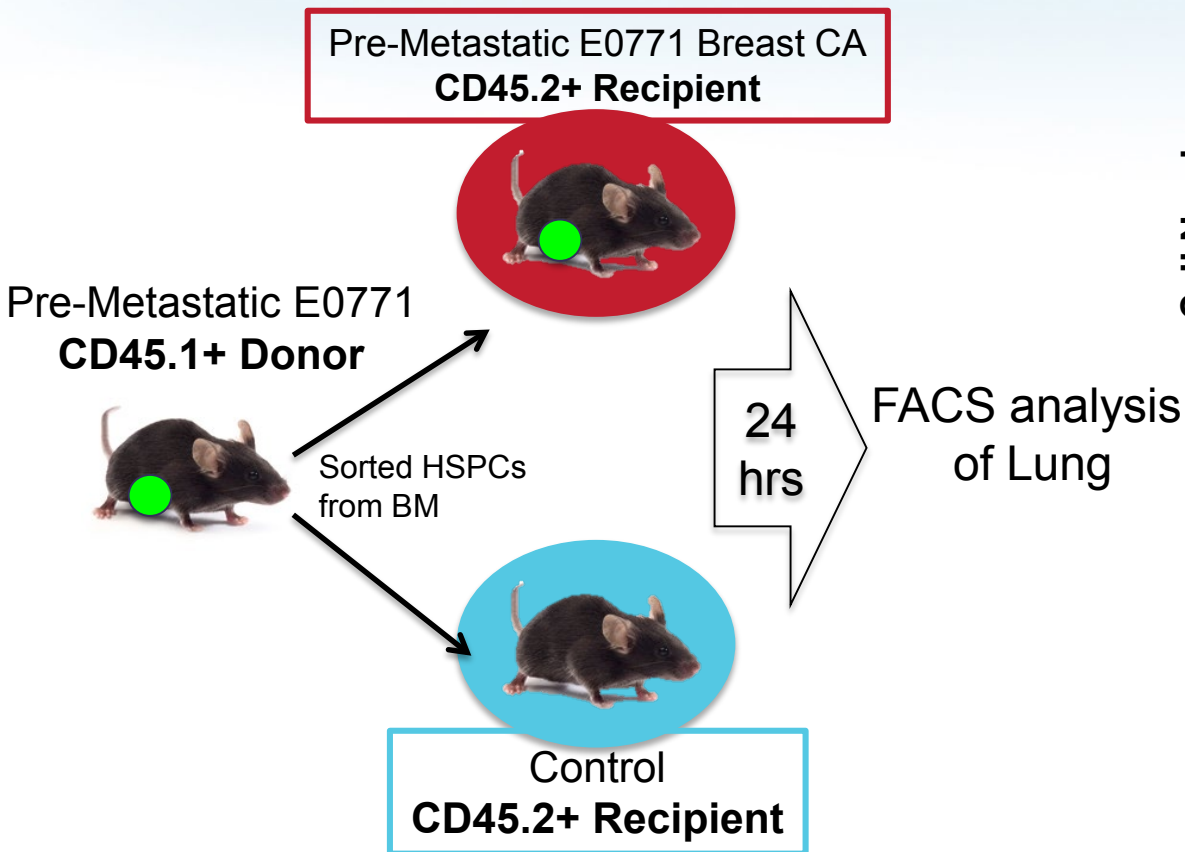 Pre-Metastatic E0771 Breast CA
CD45.2+ Recipient
Pre-Metastatic E0771
CD45.1+ Donor
Sorted HSPCs
from BM
24
hrs
FACS analysis
of Lung
Control
CD45.2+ Recipient